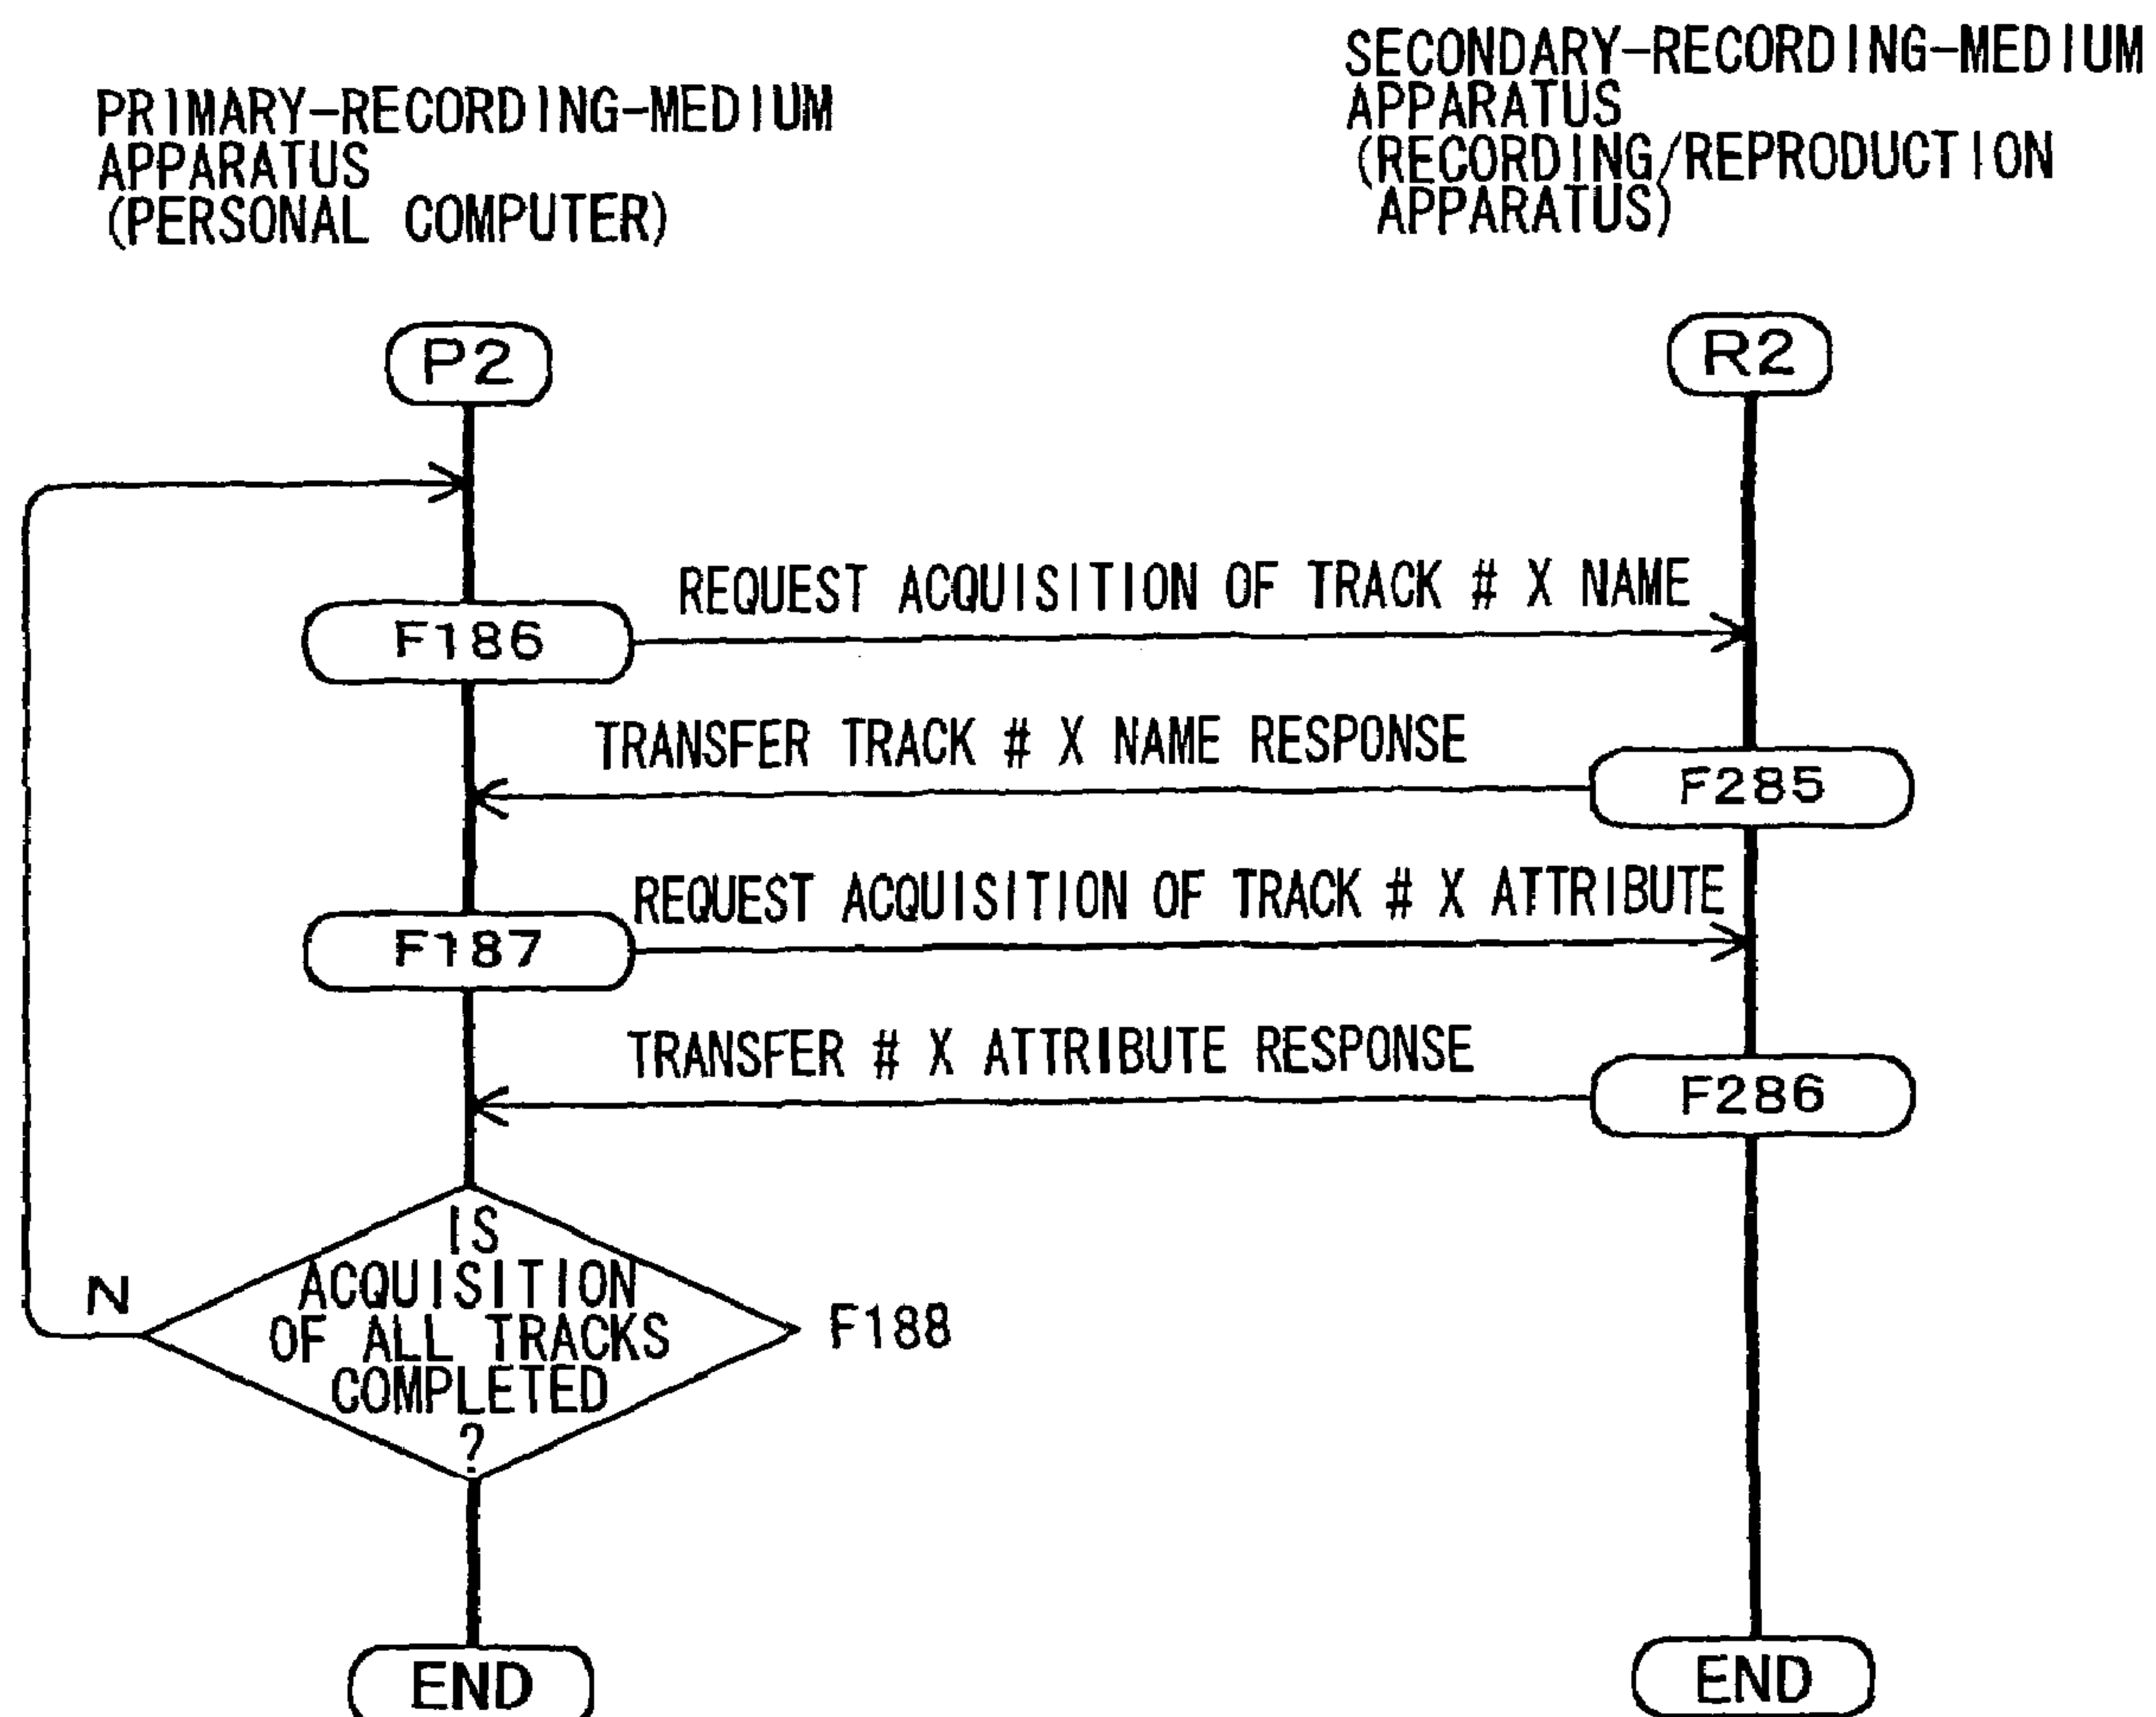 PRIMARY-RECORDING-MEDIUM
APPARATUS
(PERSONAL COMPUTER)
SECONDARY-RECORDING-MEDIUM
APPARATUS
(RECORDING/REPRODUCTION
APPARATUS)
P2
R2
REQUEST ACQUISITION OF TRACK # X NAME
F186
TRANSFER TRACK # X NAME RESPONSE
F285
REQUEST ACQUISITION OF TRACK # X ATTRIBUTE
F187
TRANSFER # X ATTRIBUTE RESPONSE
F286
IS
ACQUISITION
OF ALL TRACKS
COMPLETED
?
N
F188
END
END